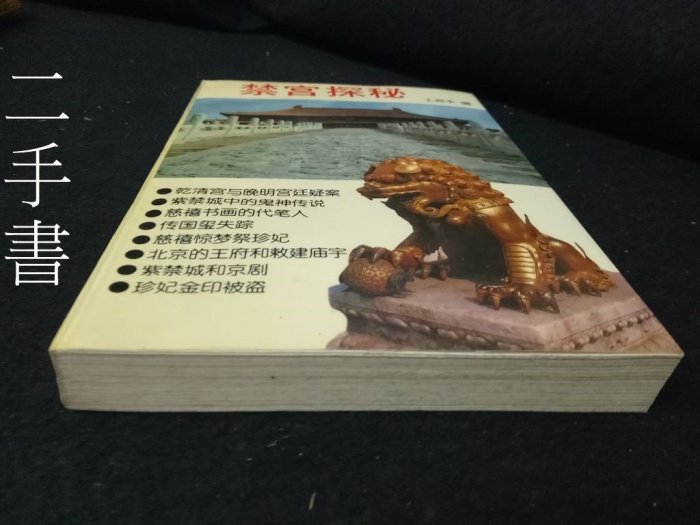 二手書
禁宫探秘
乾清宫与晚明宫廷疑案
紫禁城中的鬼神传说
慈禧书画的代笔人
传国玺失踪
慈禧惊梦祭珍妃
北京的王府和敕建庙宇
紫禁城和京剧
珍妃金印被盗